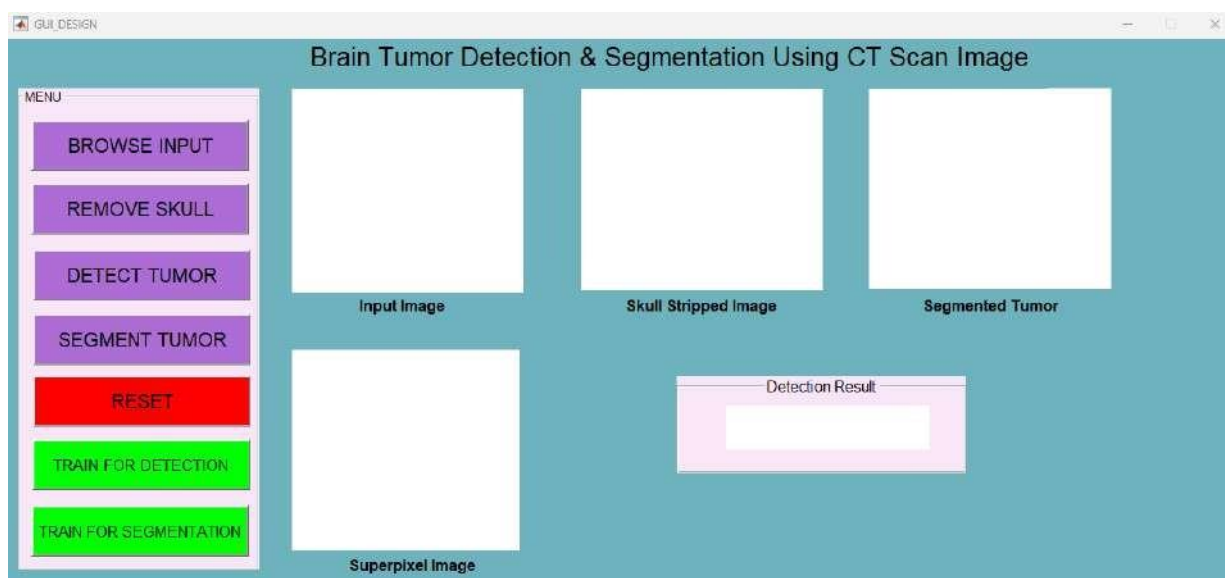 GUI_DESIGN
Brain Tumor Detection & Segmentation Using CT Scan Image
MENU
BROWSE INPUT
REMOVE SKULL
DETECT TUMOR
SEGMENT TUMOR
RESET
TRAIN FOR DETECTION
TRAIN FOR SEGMENTATION
Input Image
Skull Stripped Image
Segmented Tumor
Detection Result
Superpixel Image